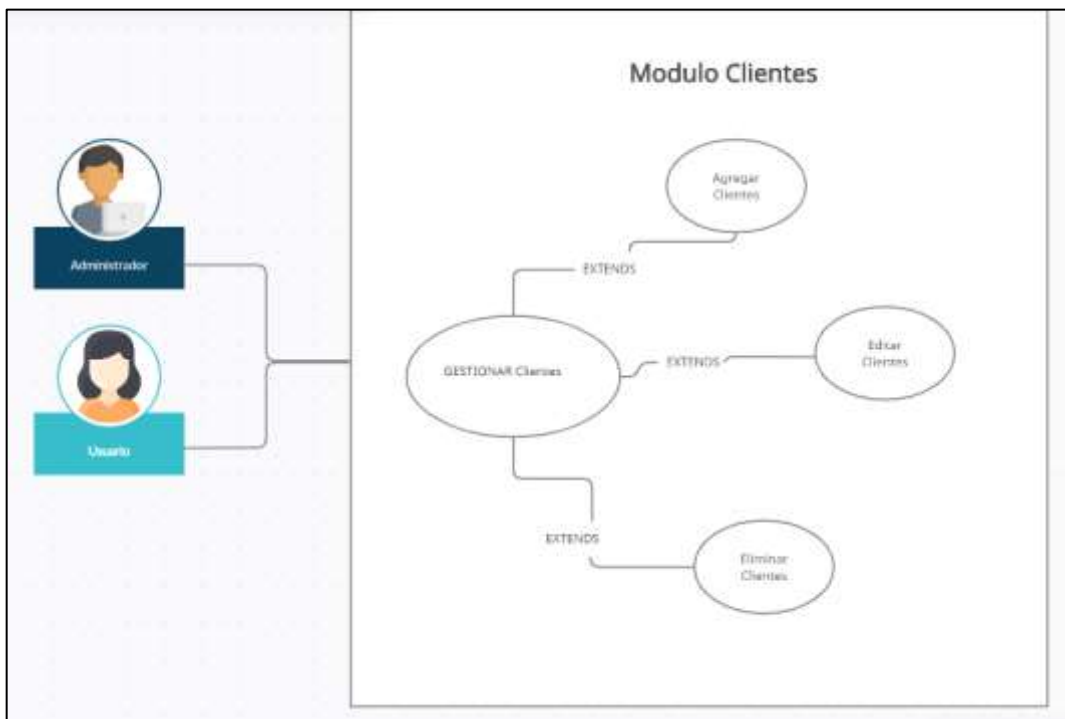 Modulo Clientes
Agregar
Clientes
Administrador
EXTENDS
Editar
Clientes
EXTENDS
GESTIONAR Clientes
Usuario
EXTENDS
Eliminar
Clientes